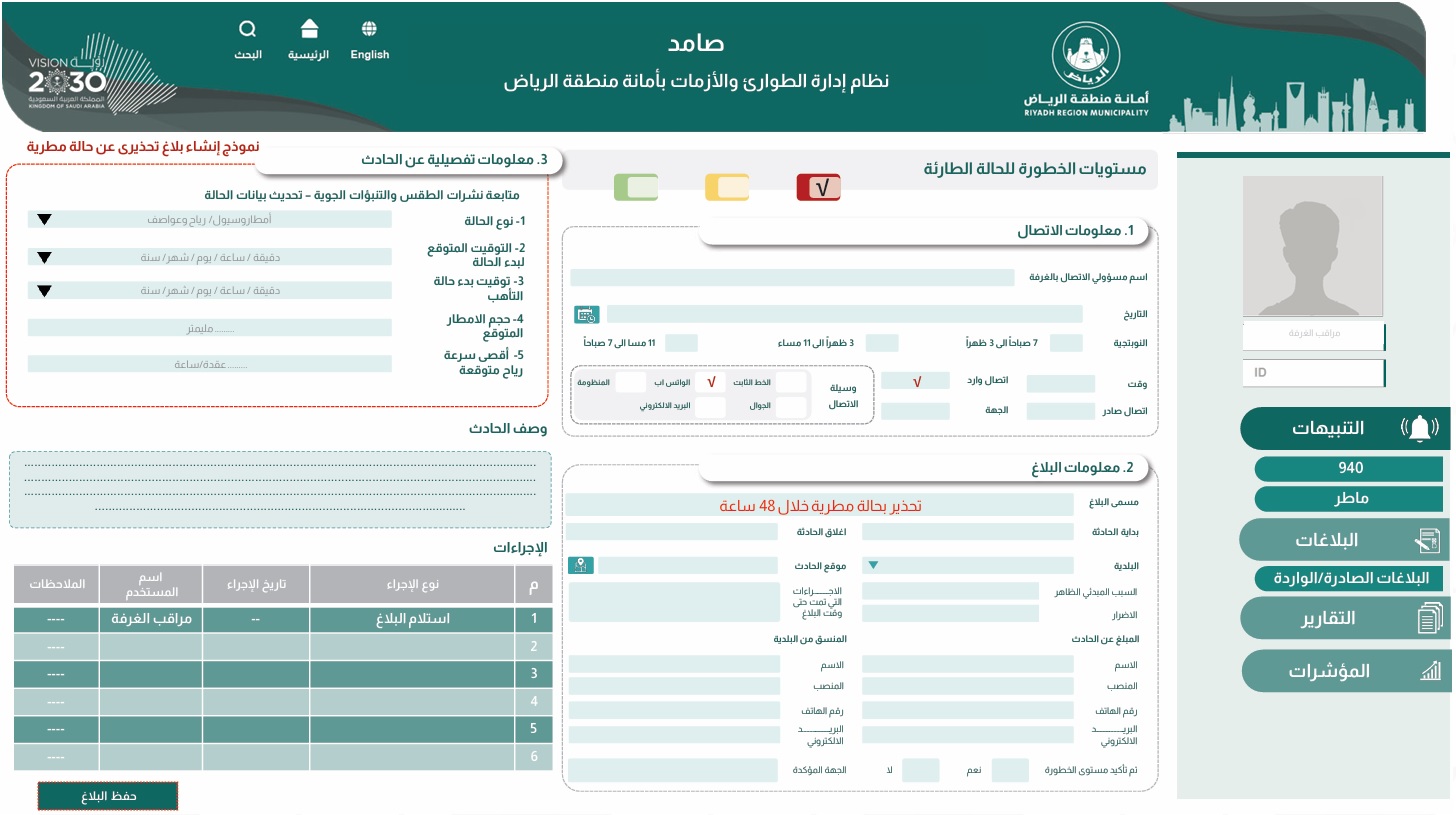 صامد
نظام إدارة الطوارئ والأزمات بأمانة منطقة الرياض
أمـانـة منطقـة الريــاض
RIYADH REGION MUNICIPALITY
الرياض
English
الرئيسية
البحث
VISION رؤيــة
2030
المملكة العربية السعودية
KINGDOM OF SAUDI ARABIA
مراقب الغرفة
ID
التنبيهات
940
ماطر
البلاغات
البلاغات الصادرة/الواردة
التقارير
المؤشرات
مستويات الخطورة للحالة الطارئة
√
1. معلومات الاتصال
اسم مسؤولي الاتصال بالغرفة
التاريخ
النوبتجية
7 صباحاً الى 3 ظهراً
3 ظهراً الى 11 مساء
11 مسا الى 7 صباحاً
وقت
اتصال وارد √
اتصال صادر
الجهة
وسيلة الاتصال
الخط الثابت
الواتس اب √
المنظومة
الجوال
البريد الالكتروني
2. معلومات البلاغ
مسمى البلاغ
تحذير بحالة مطرية خلال 48 ساعة
بداية الحادثة
اغلاق الحادثة
البلدية
موقع الحادث
السبب المبدئي الظاهر
الاجــــــراءات
التي تمت حتى
وقت البلاغ
الاضرار
المبلغ عن الحادث
المنسق من البلدية
الاسم
الاسم
المنصب
المنصب
رقم الهاتف
رقم الهاتف
البريـــــــــد
الالكتروني
البريـــــــــد
الالكتروني
تم تأكيد مستوى الخطورة
نعم
لا
الجهة المؤكدة
نموذج إنشاء بلاغ تحذيرى عن حالة مطرية
3. معلومات تفصيلية عن الحادث
متابعة نشرات الطقس والتنبؤات الجوية – تحديث بيانات الحالة
1- نوع الحالة
أمطاروسيول/ رياح وعواصف
2- التوقيت المتوقع
لبدء الحالة
دقيقة / ساعة / يوم / شهر/ سنة
3- توقيت بدء حالة
التأهب
دقيقة / ساعة / يوم / شهر/ سنة
4- حجم الامطار
المتوقع
........ مليمتر
5- أقصى سرعة
رياح متوقعة
........ عقدة/ساعة
وصف الحادث
الإجراءات
م نوع الإجراء تاريخ الإجراء اسم المستخدم الملاحظات
1 استلام البلاغ -- مراقب الغرفة ----
2 ----
3 ----
4 ----
5 ----
6 ----
حفظ البلاغ